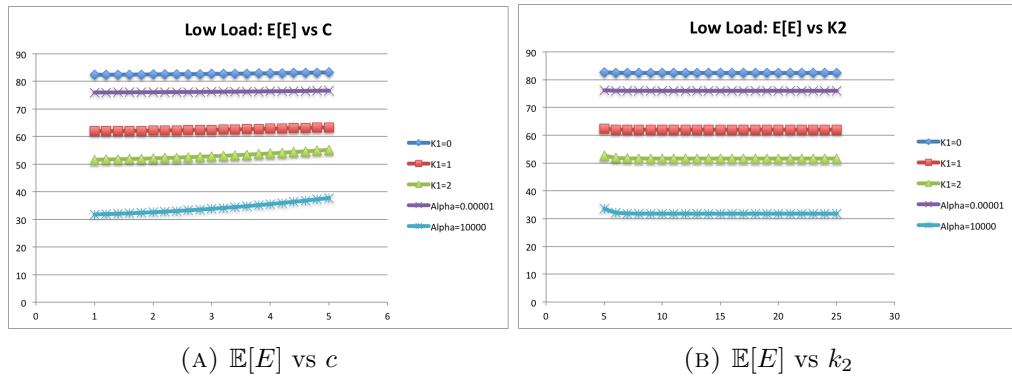 Low Load: E[E] vs C
90
80
70
60
50
40
30
20
10
0
0 1 2 3 4 5 6
K1=0
K1=1
K1=2
Alpha=0.00001
Alpha=10000
(A) 𝔼[E] vs c
Low Load: E[E] vs K2
90
80
70
60
50
40
30
20
10
0
0 5 10 15 20 25 30
K1=0
K1=1
K1=2
Alpha=0.00001
Alpha=10000
(B) 𝔼[E] vs k₂